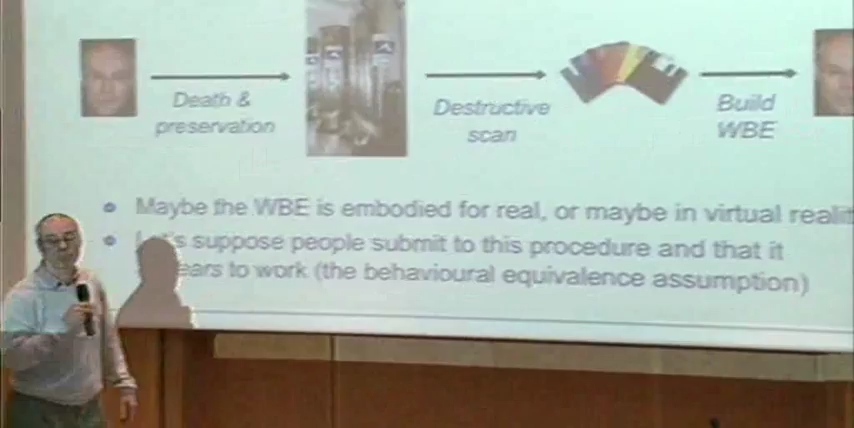 Death &
preservation
Destructive
scan
Build
WBE
Maybe the WBE is embodied for real, or maybe in virtual realit
suppose people submit to this procedure and that it
ears to work (the behavioural equivalence assumption)